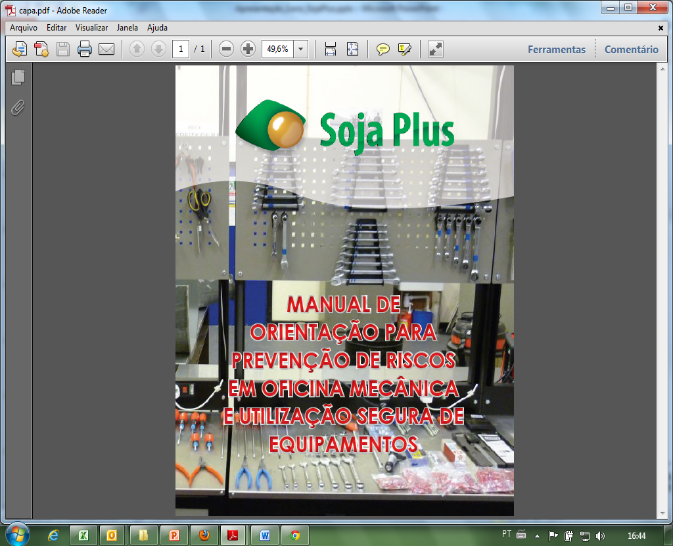 capa.pdf - Adobe Reader
Arquivo Editar Visualizar Janela Ajuda
1 / 1 49,6% Ferramentas Comentário
Soja Plus
MANUAL DE
ORIENTAÇÃO PARA
PREVENÇÃO DE RISCOS
EM OFICINA MECÂNICA
E UTILIZAÇÃO SEGURA DE
EQUIPAMENTOS
PT 16:44